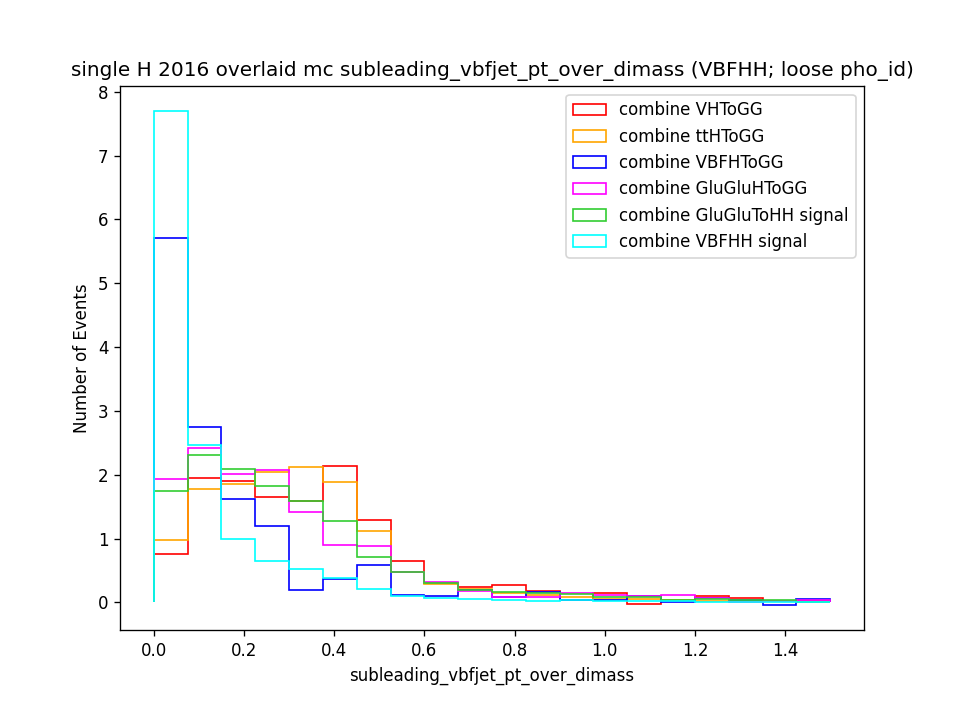 single H 2016 overlaid mc subleading_vbfjet_pt_over_dimass (VBFHH; loose pho_id)
combine VHToGG
combine ttHToGG
combine VBFHToGG
combine GluGluHToGG
combine GluGluToHH signal
combine VBFHH signal
8
7
6
5
4
3
2
1
0
Number of Events
0.0 0.2 0.4 0.6 0.8 1.0 1.2 1.4
subleading_vbfjet_pt_over_dimass